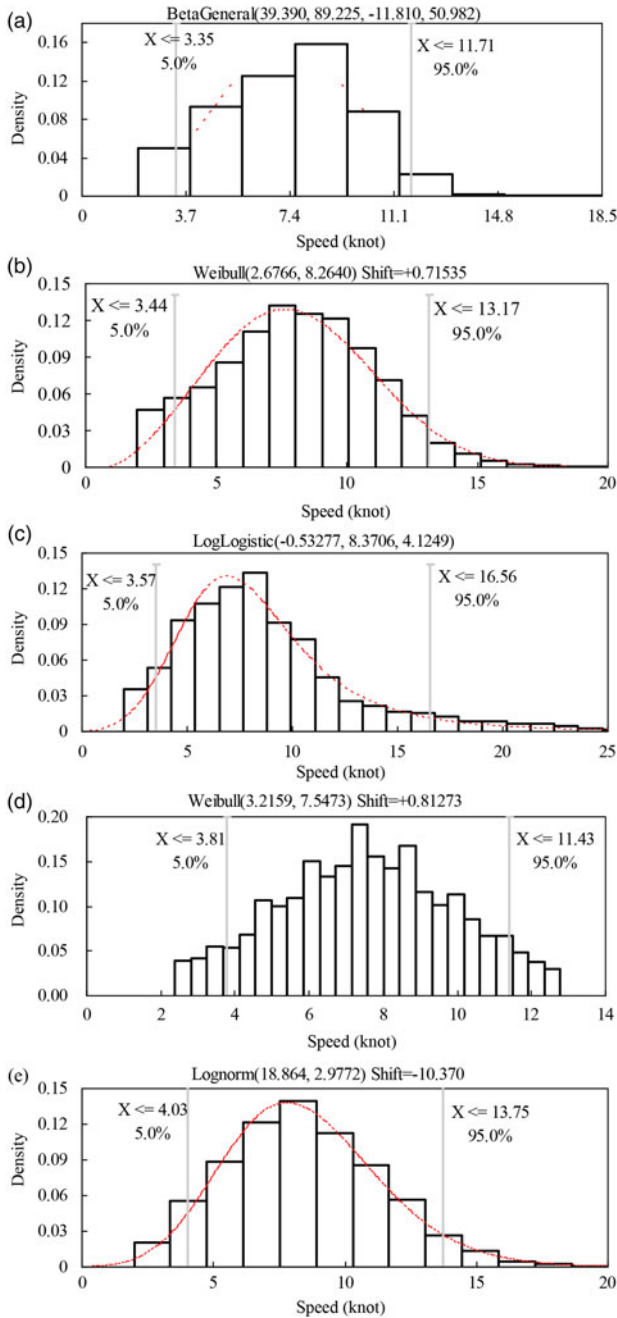 (a)
BetaGeneral(39.390, 89.225, -11.810, 50.982)
X <= 3.35
5.0%
X <= 11.71
95.0%
Density
0.16
0.12
0.08
0.04
0
0 3.7 7.4 11.1 14.8 18.5
Speed (knot)
(b)
Weibull(2.6766, 8.2640) Shift=+0.71535
X <= 3.44
5.0%
X <= 13.17
95.0%
Density
0.15
0.12
0.09
0.06
0.03
0
0 5 10 15 20
Speed (knot)
(c)
LogLogistic(-0.53277, 8.3706, 4.1249)
X <= 3.57
5.0%
X <= 16.56
95.0%
Density
0.15
0.12
0.09
0.06
0.03
0
0 5 10 15 20 25
Speed (knot)
(d)
Weibull(3.2159, 7.5473) Shift=+0.81273
X <= 3.81
5.0%
X <= 11.43
95.0%
Density
0.20
0.15
0.10
0.05
0.00
0 2 4 6 8 10 12 14
Speed (knot)
(e)
Lognorm(18.864, 2.9772) Shift=-10.370
X <= 4.03
5.0%
X <= 13.75
95.0%
Density
0.15
0.12
0.09
0.06
0.03
0
0 5 10 15 20
Speed (knot)